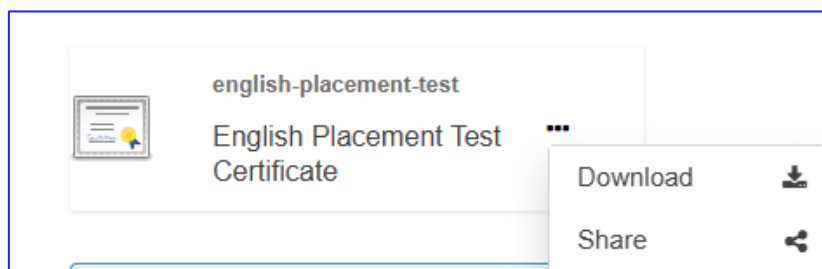 english-placement-test
English Placement Test
Certificate
Download
Share